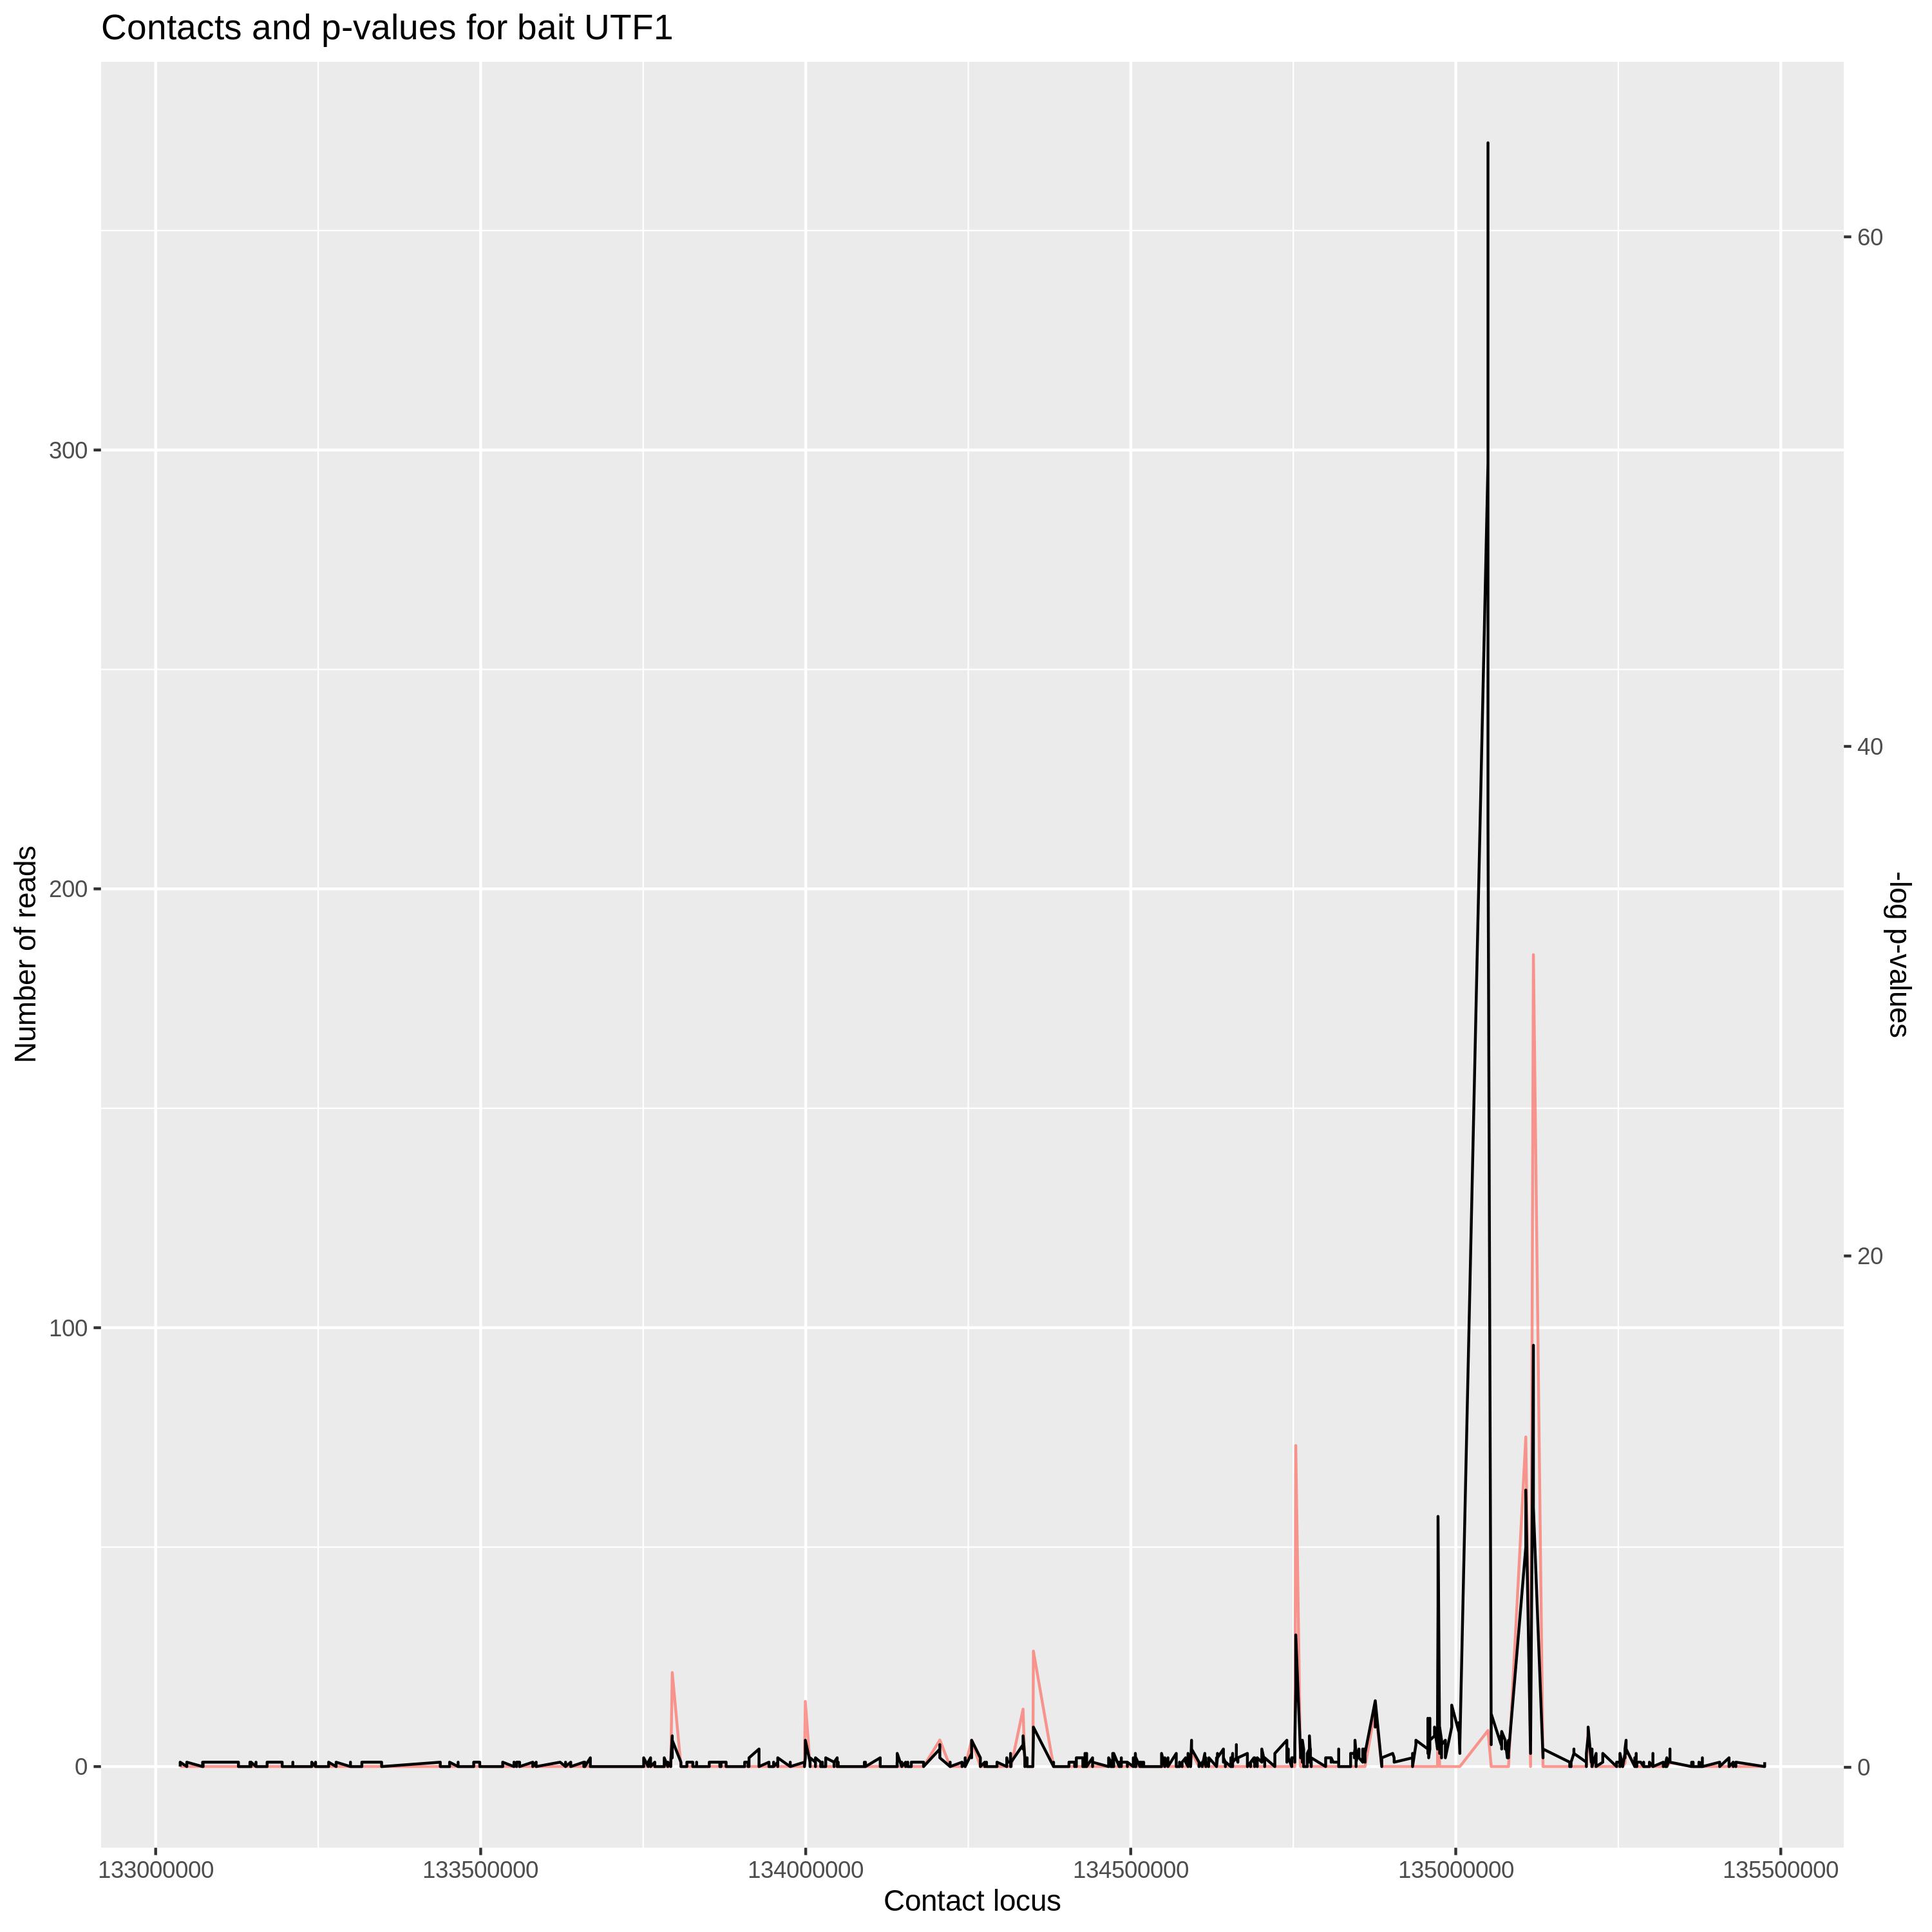 Contacts and p-values for bait UTF1
Number of reads
300
200
100
0
60
40
20
0
-log p-values
133000000 133500000 134000000 134500000 135000000 135500000
Contact locus